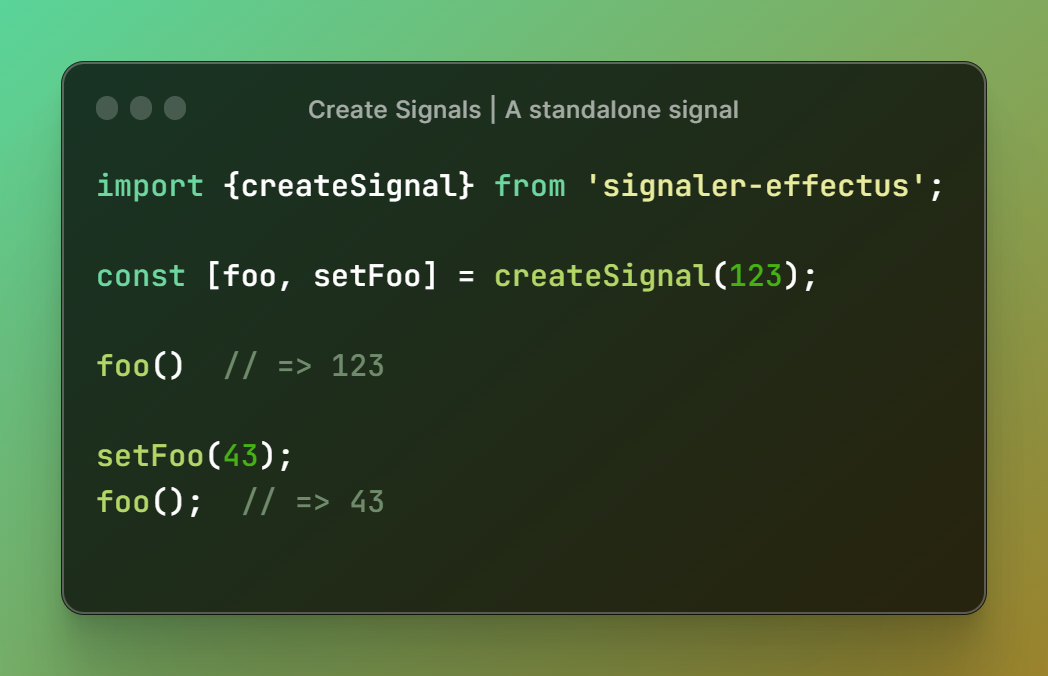 Create Signals | A standalone signal
import {createSignal} from 'signaler-effectus';
const [foo, setFoo] = createSignal(123);
foo()  // => 123
setFoo(43);
foo();  // => 43